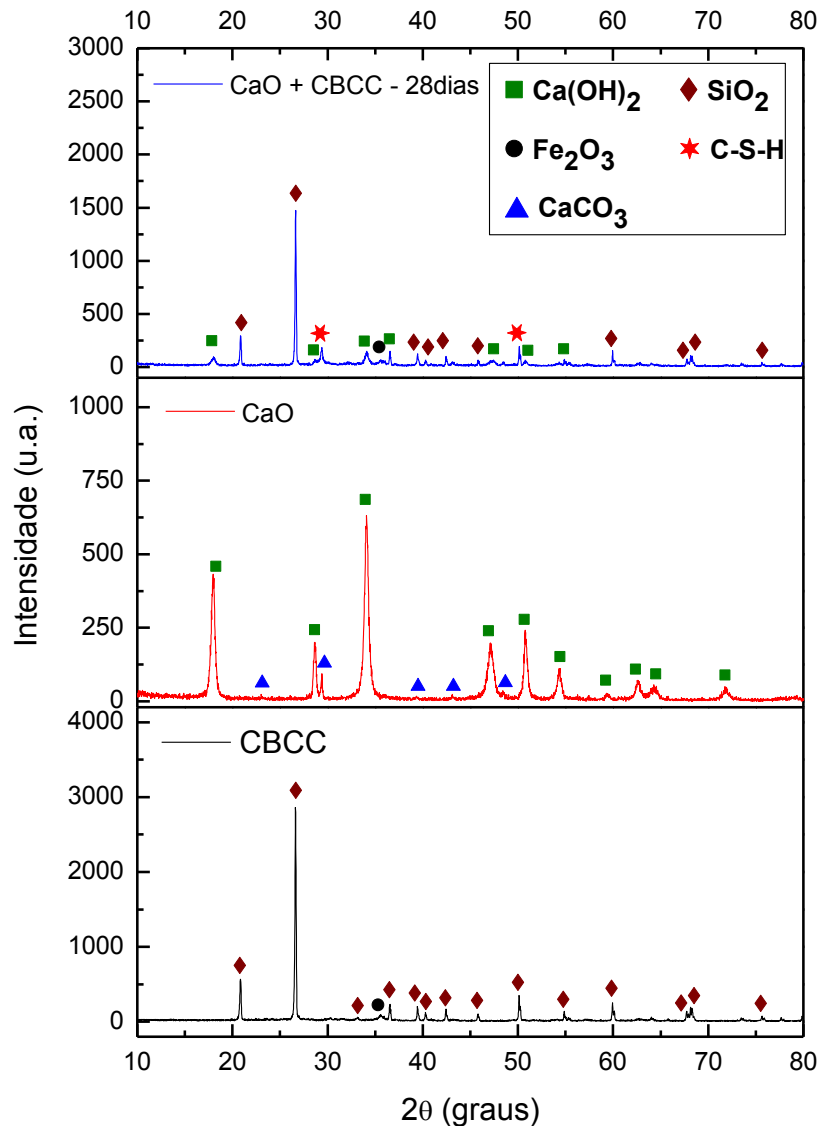 10 20 30 40 50 60 70 80
3000
2500
2000
1500
1000
500
0
CaO + CBCC - 28dias
Ca(OH)2 SiO2
Fe2O3 C-S-H
CaCO3
1000
750
500
250
0
CaO
Intensidade (u.a.)
4000
3000
2000
1000
0
CBCC
10 20 30 40 50 60 70 80
2θ (graus)